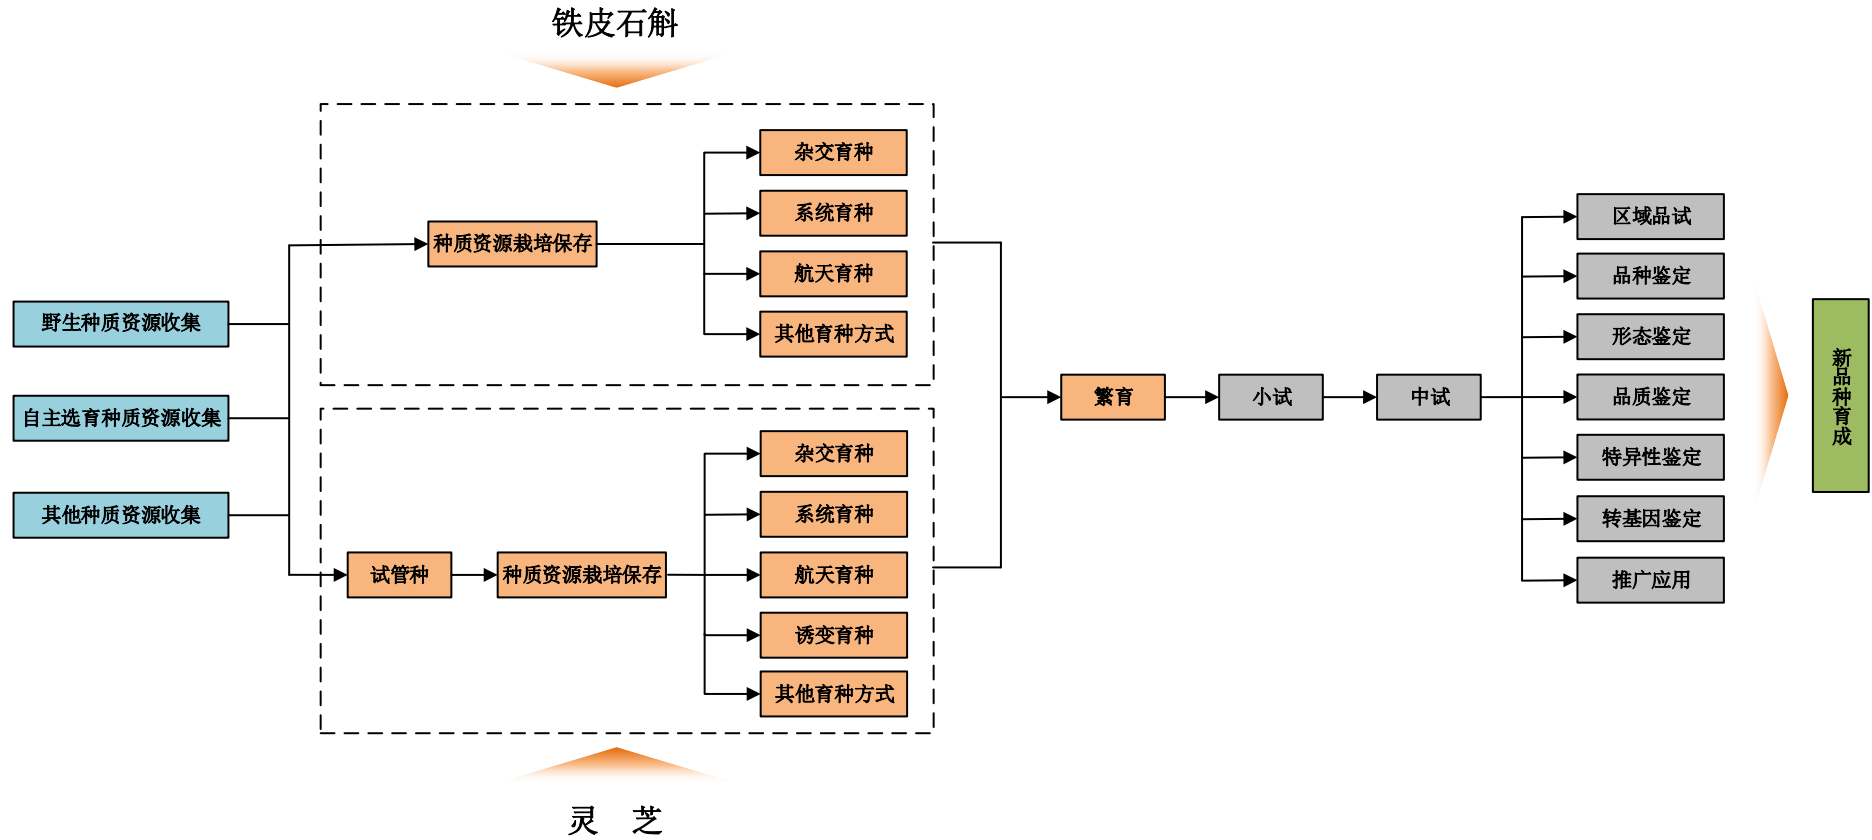 铁皮石斛
野生种质资源收集
自主选育种质资源收集
其他种质资源收集
种质资源栽培保存
杂交育种
系统育种
航天育种
其他育种方式
试管种
种质资源栽培保存
杂交育种
系统育种
航天育种
诱变育种
其他育种方式
灵 芝
繁育
小试
中试
区域品试
品种鉴定
形态鉴定
品质鉴定
特异性鉴定
转基因鉴定
推广应用
新品种育成